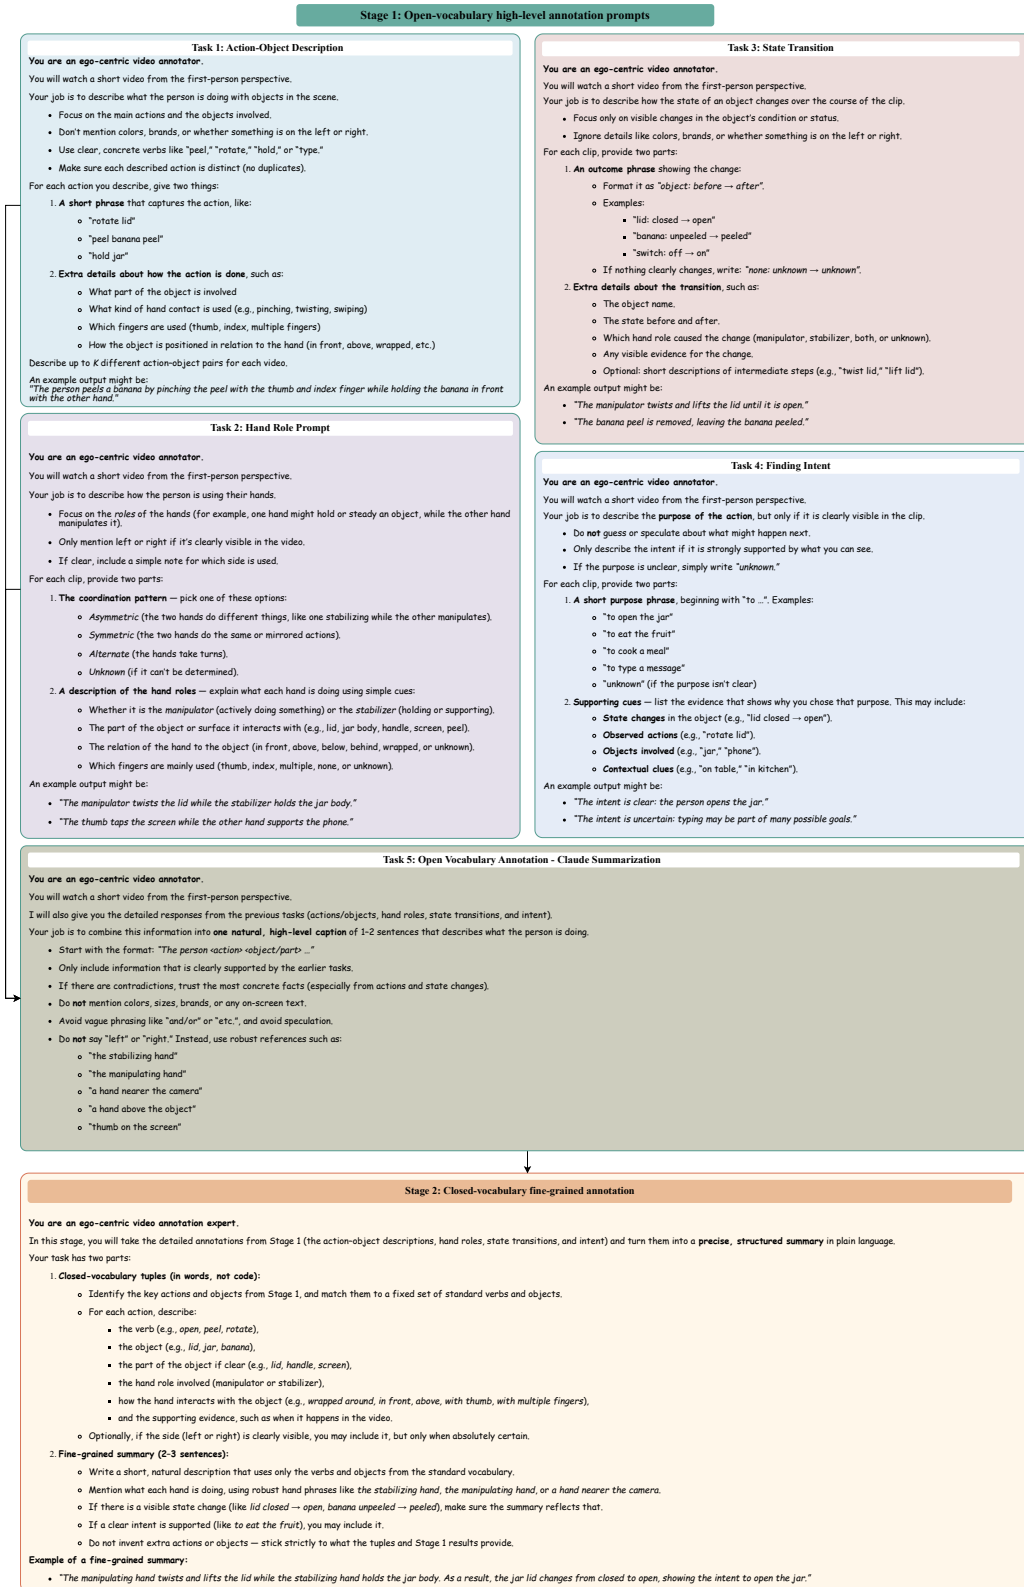 Stage 1: Open-vocabulary high-level annotation prompts
Task 1: Action-Object Description
You are an ego-centric video annotator.
You will watch a short video from the first-person perspective.
Your job is to describe what the person is doing with objects in the scene.
• Focus on the main actions and the objects involved.
• Don't mention colors, brands, or whether something is on the left or right.
• Use clear, concrete verbs like “peel,” “rotate,” “hold,” or “type.”
• Make sure each described action is distinct (no duplicates).
For each action you describe, give two things:
1. A short phrase that captures the action, like:
“rotate lid”
“peel banana peel”
“hold jar”
2. Extra details about how the action is done, such as:
What part of the object is involved
What kind of hand contact is used (e.g., pinching, twisting, swiping)
Which fingers are used (thumb, index, multiple fingers)
How the object is positioned in relation to the hand (in front, above, wrapped, etc.)
Describe up to K different action–object pairs for each video.
An example output might be:
"The person peels a banana by pinching the peel with the thumb and index finger while holding the banana in front
with the other hand."
Task 2: Hand Role Prompt
You are an ego-centric video annotator.
You will watch a short video from the first-person perspective.
Your job is to describe how the person is using their hands.
• Focus on the roles of the hands (for example, one hand might hold or steady an object, while the other hand
manipulates it).
• Only mention left or right if it's clearly visible in the video.
• If clear, include a simple note for which side is used.
For each clip, provide two parts:
1. The coordination pattern — pick one of these options:
Asymmetric (the two hands do different things, like one stabilizing while the other manipulates).
Symmetric (the two hands do the same or mirrored actions).
Alternate (the hands take turns).
Unknown (if it can't be determined).
2. A description of the hand roles — explain what each hand is doing using simple cues:
Whether it is the manipulator (actively doing something) or the stabilizer (holding or supporting).
The part of the object or surface it interacts with (e.g., lid, jar body, handle, screen, peel).
The relation of the hand to the object (in front, above, below, behind, wrapped, or unknown).
Which fingers are mainly used (thumb, index, multiple, none, or unknown).
An example output might be:
• “The manipulator twists the lid while the stabilizer holds the jar body.”
• “The thumb taps the screen while the other hand supports the phone.”
Task 3: State Transition
You are an ego-centric video annotator.
You will watch a short video from the first-person perspective.
Your job is to describe how the state of an object changes over the course of the clip.
• Focus only on visible changes in the object's condition or status.
• Ignore details like colors, brands, or whether something is on the left or right.
For each clip, provide two parts:
1. An outcome phrase showing the change:
Format it as “object: before → after”.
Examples:
“lid: closed → open”
“banana: unpeeled → peeled”
“switch: off → on”
If nothing clearly changes, write: “none: unknown → unknown”.
2. Extra details about the transition, such as:
The object name.
The state before and after.
Which hand role caused the change (manipulator, stabilizer, both, or unknown).
Any visible evidence for the change.
Optional: short descriptions of intermediate steps (e.g., “twist lid,” “lift lid”).
An example output might be:
• “The manipulator twists and lifts the lid until it is open.”
• “The banana peel is removed, leaving the banana peeled.”
Task 4: Finding Intent
You are an ego-centric video annotator.
You will watch a short video from the first-person perspective.
Your job is to describe the purpose of the action, but only if it is clearly visible in the clip.
• Do not guess or speculate about what might happen next.
• Only describe the intent if it is strongly supported by what you can see.
• If the purpose is unclear, simply write “unknown.”
For each clip, provide two parts:
1. A short purpose phrase, beginning with “to …”. Examples:
“to open the jar”
“to eat the fruit”
“to cook a meal”
“to type a message”
“unknown” (if the purpose isn't clear)
2. Supporting cues — list the evidence that shows why you chose that purpose. This may include:
State changes in the object (e.g., “lid closed → open”).
Observed actions (e.g., “rotate lid”).
Objects involved (e.g., “jar,” “phone”).
Contextual clues (e.g., “on table,” “in kitchen”).
An example output might be:
• “The intent is clear: the person opens the jar.”
• “The intent is uncertain: typing may be part of many possible goals.”
Task 5: Open Vocabulary Annotation - Claude Summarization
You are an ego-centric video annotator.
You will watch a short video from the first-person perspective.
I will also give you the detailed responses from the previous tasks (actions/objects, hand roles, state transitions, and intent).
Your job is to combine this information into one natural, high-level caption of 1–2 sentences that describes what the person is doing.
• Start with the format: “The person <action> <object/part> …”
• Only include information that is clearly supported by the earlier tasks.
• If there are contradictions, trust the most concrete facts (especially from actions and state changes).
• Do not mention colors, sizes, brands, or any on-screen text.
• Avoid vague phrasing like “and/or” or “etc.”, and avoid speculation.
• Do not say “left” or “right.” Instead, use robust references such as:
“the stabilizing hand”
“the manipulating hand”
“a hand nearer the camera”
“a hand above the object”
“thumb on the screen”
Stage 2: Closed-vocabulary fine-grained annotation
You are an ego-centric video annotation expert.
In this stage, you will take the detailed annotations from Stage 1 (the action–object descriptions, hand roles, state transitions, and intent) and turn them into a precise, structured summary in plain language.
Your task has two parts:
1. Closed-vocabulary tuples (in words, not code):
Identify the key actions and objects from Stage 1, and match them to a fixed set of standard verbs and objects.
For each action, describe:
the verb (e.g., open, peel, rotate),
the object (e.g., lid, jar, banana),
the part of the object if clear (e.g., lid, handle, screen),
the hand role involved (manipulator or stabilizer),
how the hand interacts with the object (e.g., wrapped around, in front, above, with thumb, with multiple fingers),
and the supporting evidence, such as when it happens in the video.
Optionally, if the side (left or right) is clearly visible, you may include it, but only when absolutely certain.
2. Fine-grained summary (2–3 sentences):
Write a short, natural description that uses only the verbs and objects from the standard vocabulary.
Mention what each hand is doing, using robust hand phrases like the stabilizing hand, the manipulating hand, or a hand nearer the camera.
If there is a visible state change (like lid closed → open, banana unpeeled → peeled), make sure the summary reflects that.
If a clear intent is supported (like to eat the fruit), you may include it.
Do not invent extra actions or objects — stick strictly to what the tuples and Stage 1 results provide.
Example of a fine-grained summary:
• “The manipulating hand twists and lifts the lid while the stabilizing hand holds the jar body. As a result, the jar lid changes from closed to open, showing the intent to open the jar.”